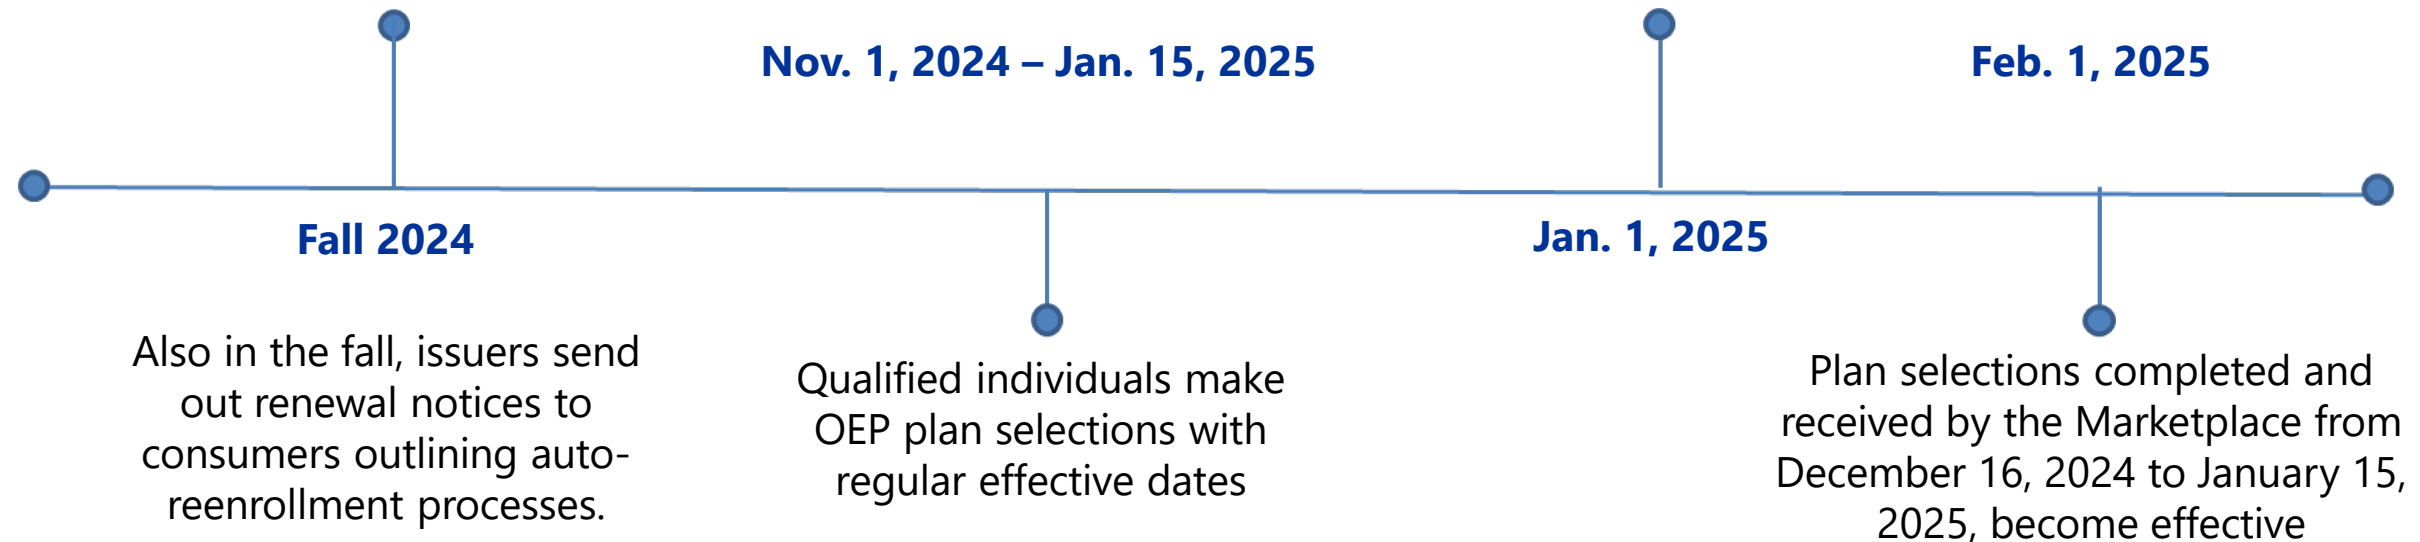 Nov. 1, 2024 – Jan. 15, 2025
Feb. 1, 2025
Fall 2024
Jan. 1, 2025
Also in the fall, issuers send
out renewal notices to
consumers outlining auto-
reenrollment processes.
Qualified individuals make
OEP plan selections with
regular effective dates
Plan selections completed and
received by the Marketplace from
December 16, 2024 to January 15,
2025, become effective